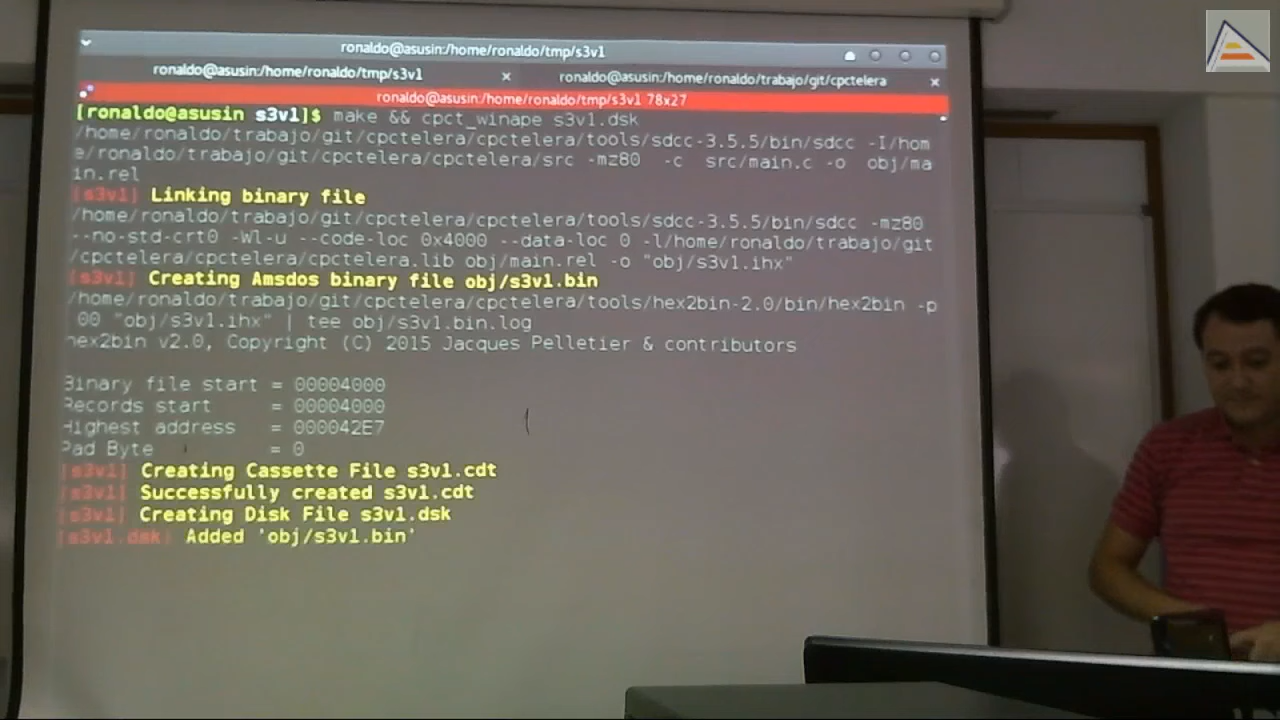 ronaldo@asusin:/home/ronaldo/tmp/s3v1
ronaldo@asusin:/home/ronaldo/tmp/s3v1 × ronaldo@asusin:/home/ronaldo/trabajo/git/cpctelera ×
ronaldo@asusin:/home/ronaldo/tmp/s3v1 78x27
[ronaldo@asusin s3v1]$ make && cpct_winape s3v1.dsk
/home/ronaldo/trabajo/git/cpctelera/cpctelera/tools/sdcc-3.5.5/bin/sdcc -I/hom
e/ronaldo/trabajo/git/cpctelera/cpctelera/src -mz80 -c src/main.c -o obj/ma
in.rel
[s3v1] Linking binary file
/home/ronaldo/trabajo/git/cpctelera/cpctelera/tools/sdcc-3.5.5/bin/sdcc -mz80
--no-std-crt0 -Wl-u --code-loc 0x4000 --data-loc 0 -l/home/ronaldo/trabajo/git
/cpctelera/cpctelera/cpctelera.lib obj/main.rel -o "obj/s3v1.ihx"
[s3v1] Creating Amsdos binary file obj/s3v1.bin
/home/ronaldo/trabajo/git/cpctelera/cpctelera/tools/hex2bin-2.0/bin/hex2bin -p
00 "obj/s3v1.ihx" | tee obj/s3v1.bin.log
hex2bin v2.0, Copyright (C) 2015 Jacques Pelletier & contributors
Binary file start = 00004000
Records start = 00004000
Highest address = 000042E7
Pad Byte = 0
[s3v1] Creating Cassette File s3v1.cdt
[s3v1] Successfully created s3v1.cdt
[s3v1] Creating Disk File s3v1.dsk
[s3v1.dsk] Added 'obj/s3v1.bin'